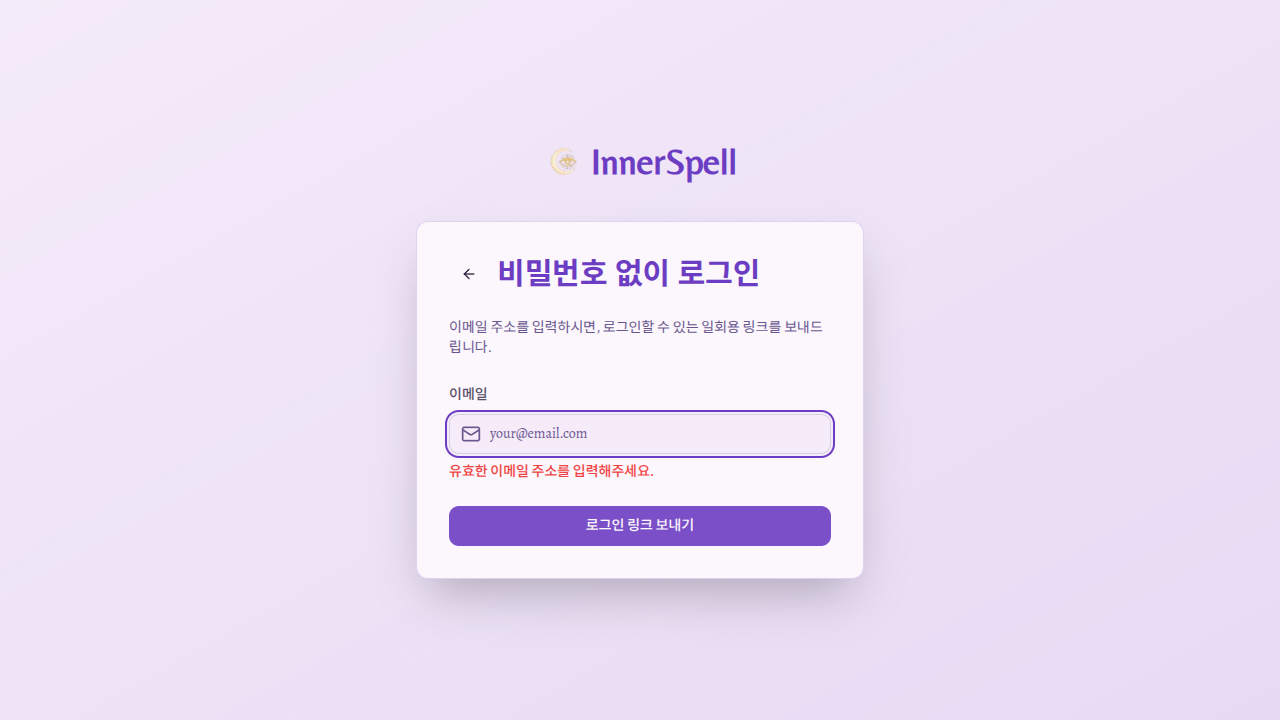 InnerSpell
비밀번호 없이 로그인
이메일 주소를 입력하시면, 로그인할 수 있는 일회용 링크를 보내드
립니다.
이메일
your@email.com
유효한 이메일 주소를 입력해주세요.
로그인 링크 보내기